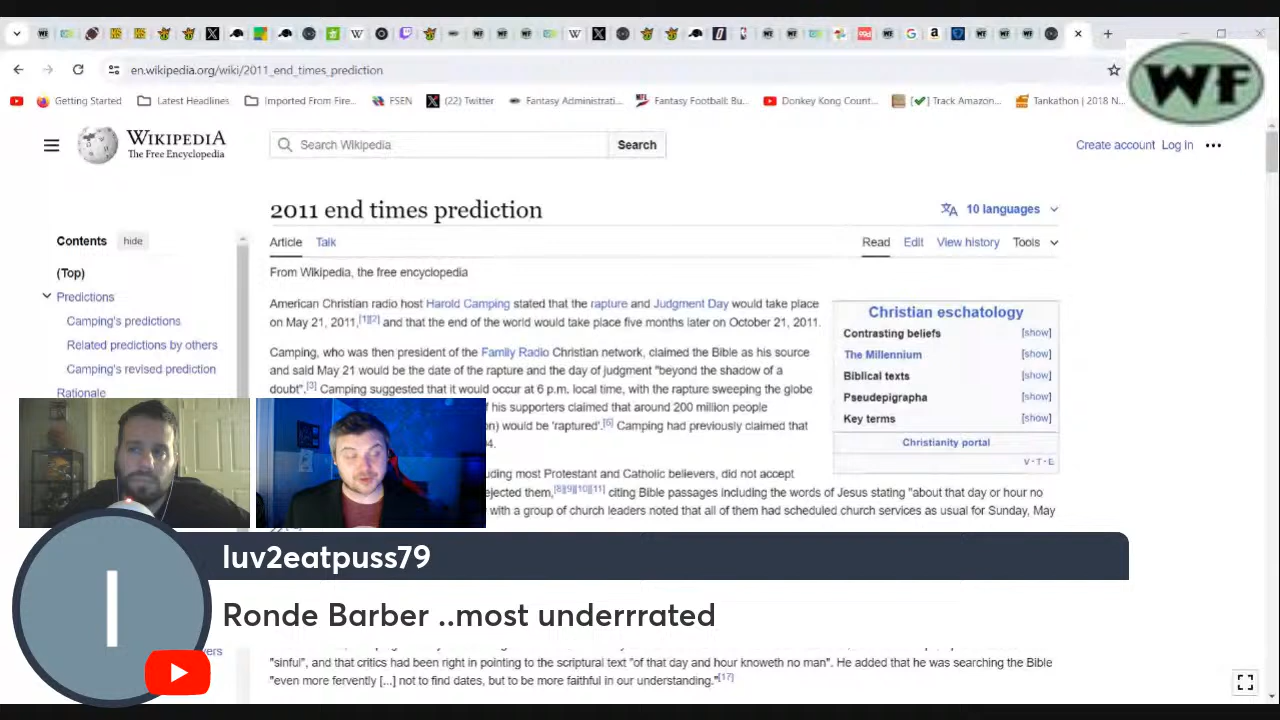 en.wikipedia.org/wiki/2011_end_times_prediction
WF
Getting Started
Latest Headlines
Imported From Fire...
FSEN
(22) Twitter
Fantasy Administrati...
Fantasy Football: Bu...
Donkey Kong Count...
Track Amazon...
Tankathon | 2018 N...
WIKIPEDIA
The Free Encyclopedia
Search Wikipedia
Search
Create account Log in
2011 end times prediction
10 languages
Contents hide
Article Talk
Read Edit View history Tools
(Top)
From Wikipedia, the free encyclopedia
Predictions
Camping's predictions
Related predictions by others
Camping's revised prediction
Rationale
American Christian radio host Harold Camping stated that the rapture and Judgment Day would take place
on May 21, 2011,[1][2] and that the end of the world would take place five months later on October 21, 2011.
Camping, who was then president of the Family Radio Christian network, claimed the Bible as his source
and said May 21 would be the date of the rapture and the day of judgment "beyond the shadow of a
doubt".[3] Camping suggested that it would occur at 6 p.m. local time, with the rapture sweeping the globe
his supporters claimed that around 200 million people
would be 'raptured'.[6] Camping had previously claimed that
most Protestant and Catholic believers, did not accept
them,[8][9][10][11] citing Bible passages including the words of Jesus stating "about that day or hour no
with a group of church leaders noted that all of them had scheduled church services as usual for Sunday, May
Christian eschatology
Contrasting beliefs [show]
The Millennium [show]
Biblical texts [show]
Pseudepigrapha [show]
Key terms [show]
Christianity portal
V·T·E
I
luv2eatpuss79
Ronde Barber ..most underrrated
"sinful", and that critics had been right in pointing to the scriptural text "of that day and hour knoweth no man". He added that he was searching the Bible
"even more fervently [...] not to find dates, but to be more faithful in our understanding."[17]